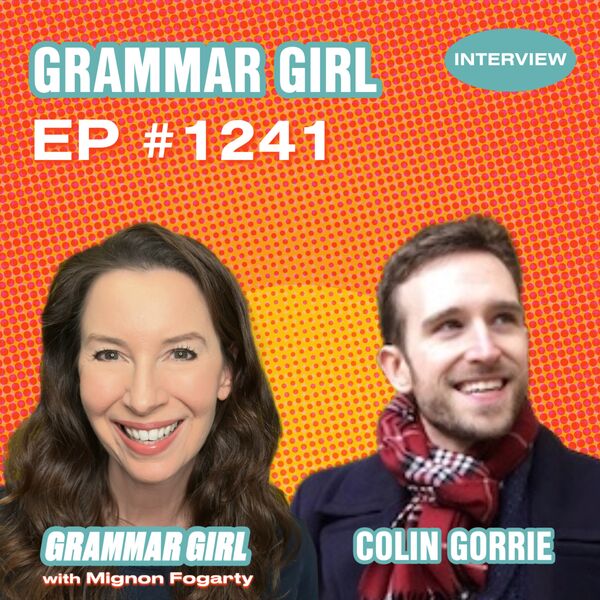 GRAMMAR GIRL
INTERVIEW
EP #1241
GRAMMAR GIRL
with Mignon Fogarty
COLIN GORRIE